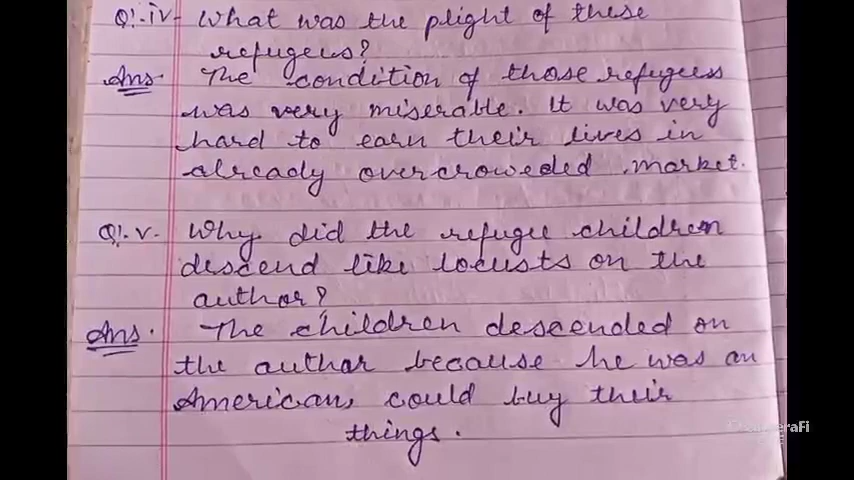 Q!-iv- What was the plight of these
refugees?
Ans. The condition of those refugees
was very miserable. It was very
hard to earn their lives in
already overcroweded market.
Q!.v. Why did the refugee children
descend like locusts on the
author?
Ans. The children descended on
the author because he was an
American, could buy their
things.